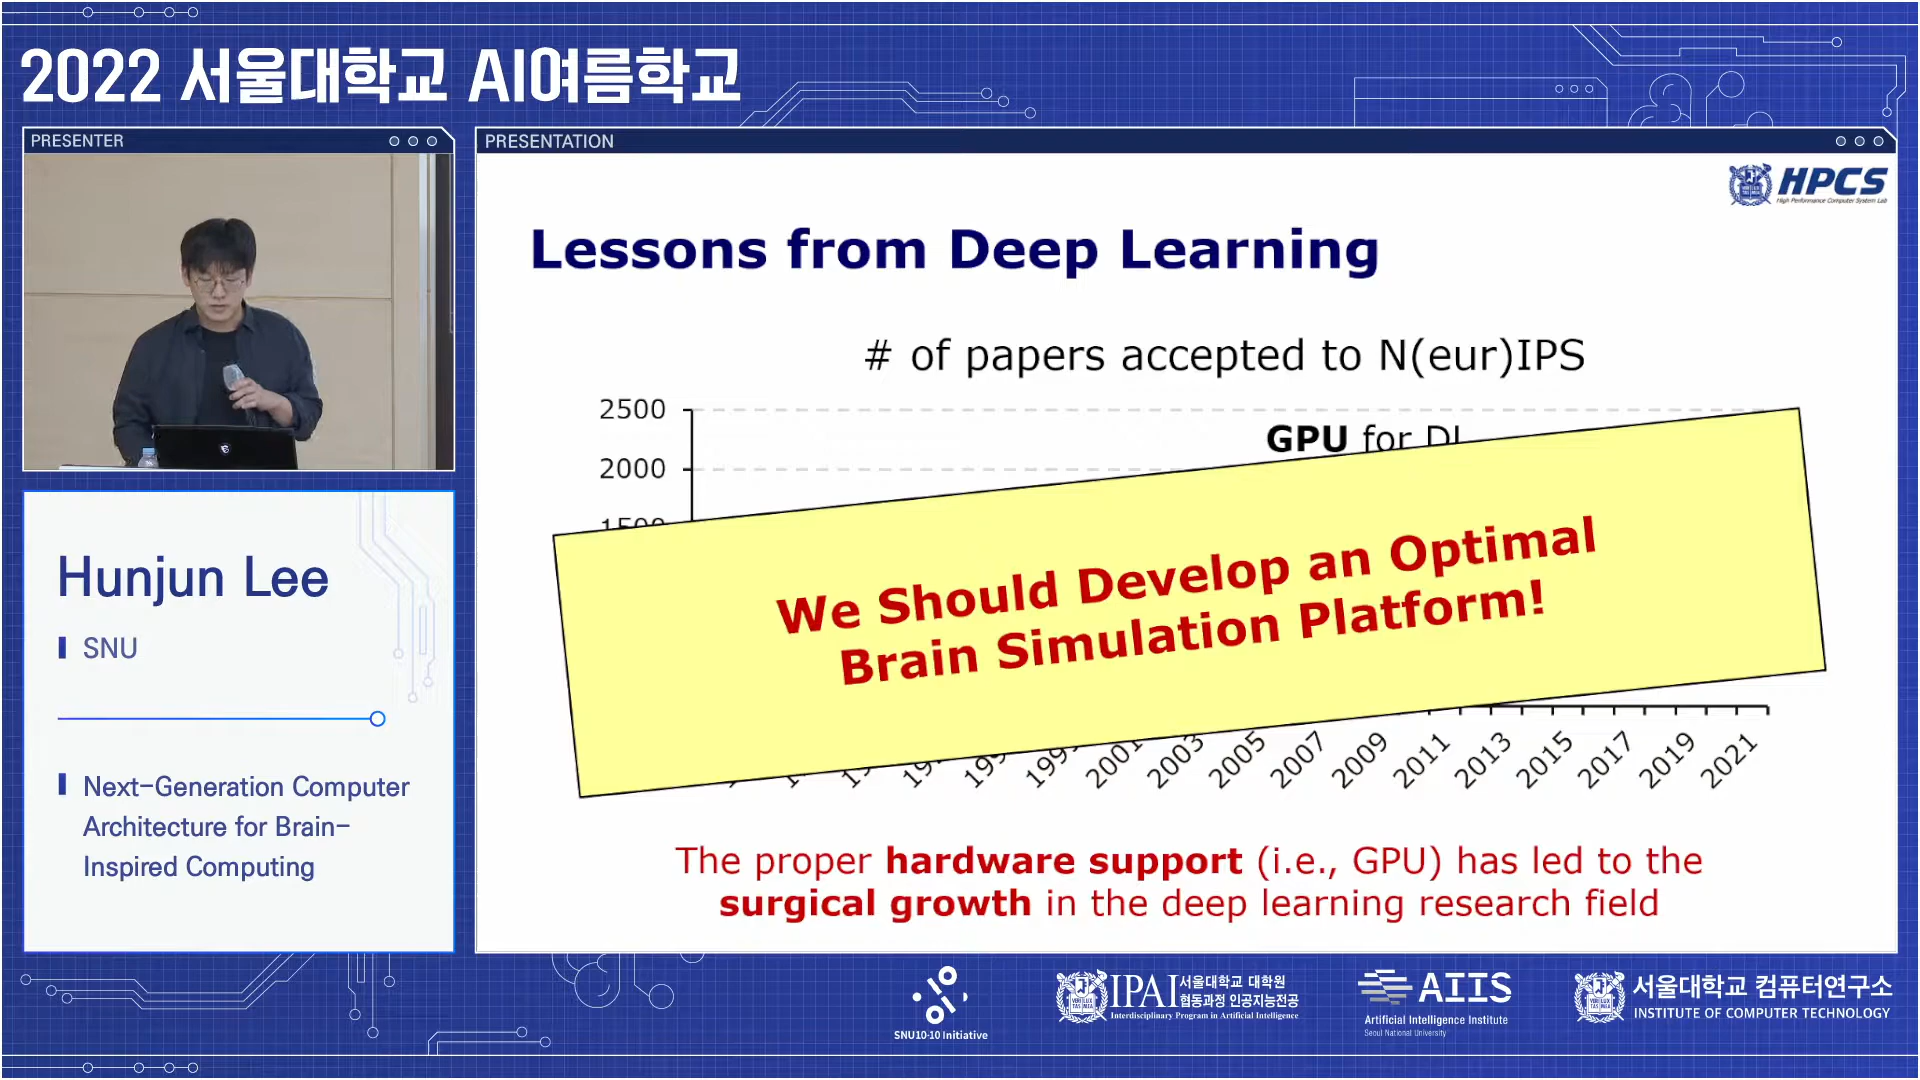 2022 서울대학교 AI여름학교
PRESENTER
Hunjun Lee
SNU
Next-Generation Computer
Architecture for Brain-
Inspired Computing
PRESENTATION
HPCS
High Performance Computer System Lab
Lessons from Deep Learning
# of papers accepted to N(eur)IPS
2500
2000
1500
GPU for DL
We Should Develop an Optimal
Brain Simulation Platform!
2001 2003 2005 2007 2009 2011 2013 2015 2017 2019 2021
The proper hardware support (i.e., GPU) has led to the
surgical growth in the deep learning research field
SNU10-10 Initiative
IPAI 서울대학교 대학원
협동과정 인공지능전공
Interdisciplinary Program in Artificial Intelligence
AIIS
Artificial Intelligence Institute
Seoul National University
서울대학교 컴퓨터연구소
INSTITUTE OF COMPUTER TECHNOLOGY